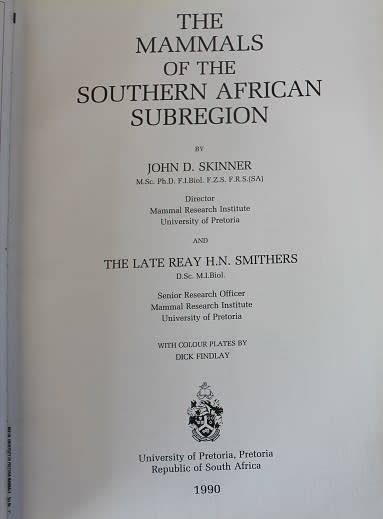 THE
MAMMALS
OF THE
SOUTHERN AFRICAN
SUBREGION
BY
JOHN D. SKINNER
M.Sc. Ph.D. F.I.Biol. F.Z.S. F.R.S.(SA)
Director
Mammal Research Institute
University of Pretoria
AND
THE LATE REAY H.N. SMITHERS
D.Sc. M.I.Biol.
Senior Research Officer
Mammal Research Institute
University of Pretoria
WITH COLOUR PLATES BY
DICK FINDLAY
University of Pretoria, Pretoria
Republic of South Africa
1990